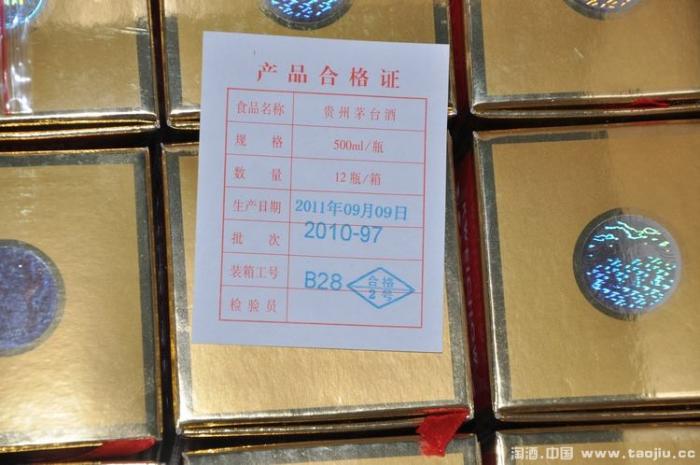 产品合格证
食品名称 贵州茅台酒
规格 500ml/瓶
数量 12瓶/箱
生产日期 2011年09月09日
批次 2010-97
装箱工号 B28
检验员 合格 2号
淘酒.中国 www.taojiu.cc